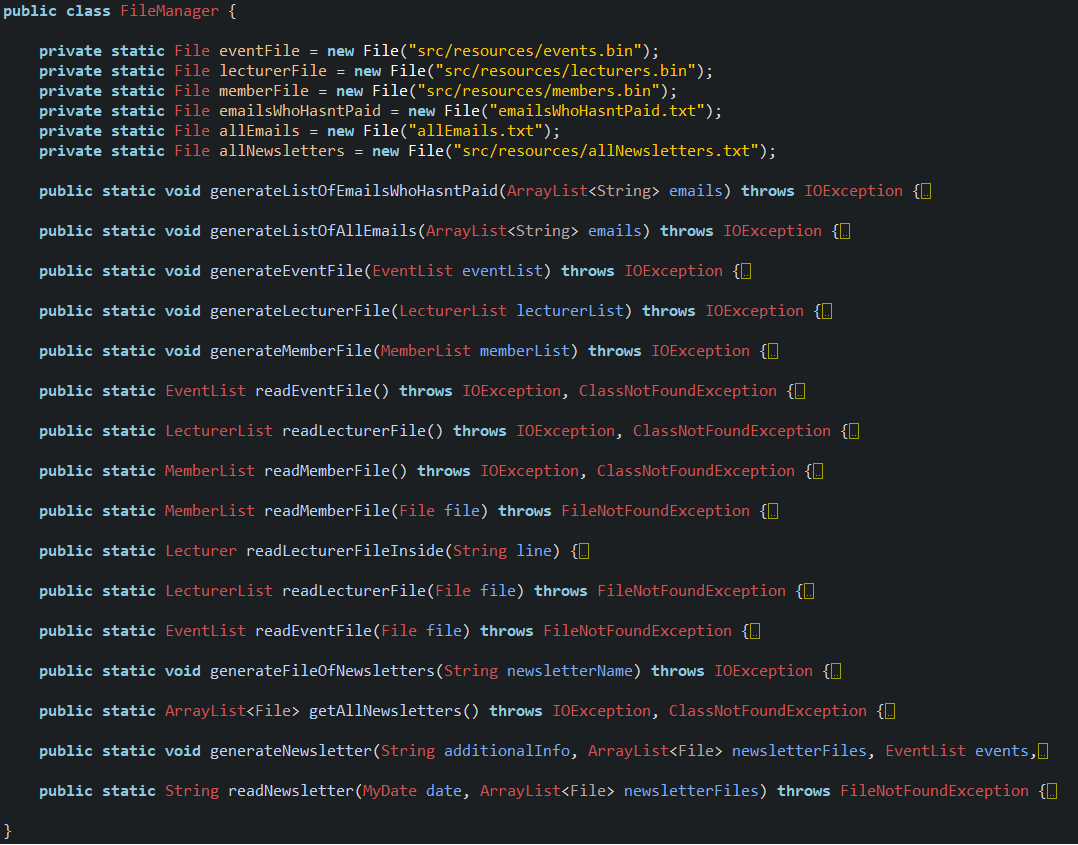 public class FileManager {
private static File eventFile = new File("src/resources/events.bin");
private static File lecturerFile = new File("src/resources/lecturers.bin");
private static File memberFile = new File("src/resources/members.bin");
private static File emailsWhoHasntPaid = new File("emailsWhoHasntPaid.txt");
private static File allEmails = new File("allEmails.txt");
private static File allNewsletters = new File("src/resources/allNewsletters.txt");
public static void generateListOfEmailsWhoHasntPaid(ArrayList<String> emails) throws IOException {
public static void generateListOfAllEmails(ArrayList<String> emails) throws IOException {
public static void generateEventFile(EventList eventList) throws IOException {
public static void generateLecturerFile(LecturerList lecturerList) throws IOException {
public static void generateMemberFile(MemberList memberList) throws IOException {
public static EventList readEventFile() throws IOException, ClassNotFoundException {
public static LecturerList readLecturerFile() throws IOException, ClassNotFoundException {
public static MemberList readMemberFile() throws IOException, ClassNotFoundException {
public static MemberList readMemberFile(File file) throws FileNotFoundException {
public static Lecturer readLecturerFileInside(String line) {
public static LecturerList readLecturerFile(File file) throws FileNotFoundException {
public static EventList readEventFile(File file) throws FileNotFoundException {
public static void generateFileOfNewsletters(String newsletterName) throws IOException {
public static ArrayList<File> getAllNewsletters() throws IOException, ClassNotFoundException {
public static void generateNewsletter(String additionalInfo, ArrayList<File> newsletterFiles, EventList events,
public static String readNewsletter(MyDate date, ArrayList<File> newsletterFiles) throws FileNotFoundException {
}